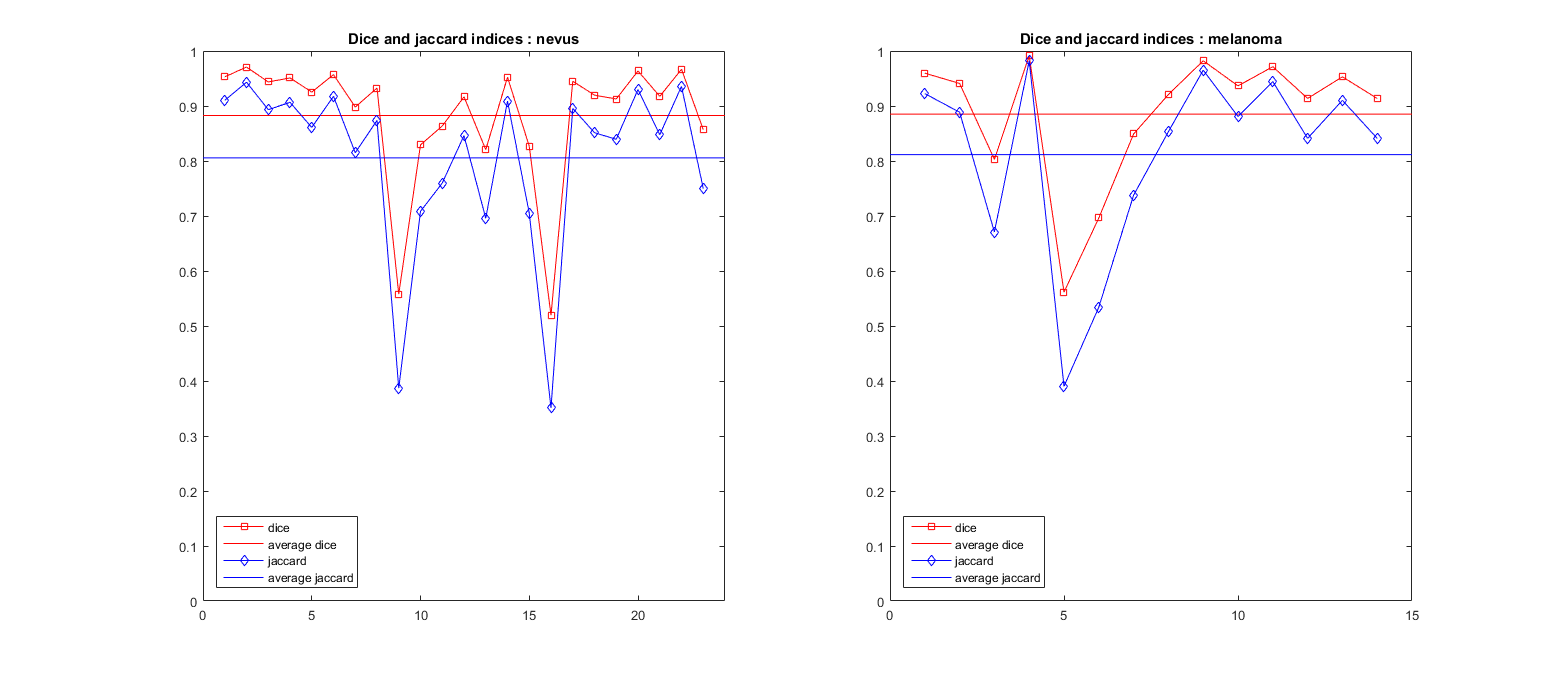 Dice and jaccard indices : nevus
1
0.9
0.8
0.7
0.6
0.5
0.4
0.3
0.2
0.1
0
0 5 10 15 20
dice
average dice
jaccard
average jaccard
Dice and jaccard indices : melanoma
1
0.9
0.8
0.7
0.6
0.5
0.4
0.3
0.2
0.1
0
0 5 10 15
dice
average dice
jaccard
average jaccard